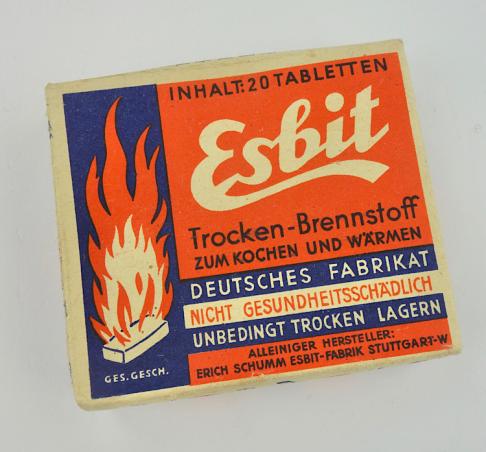 INHALT: 20 TABLETTEN
Esbit
Trocken-Brennstoff
ZUM KOCHEN UND WÄRMEN
DEUTSCHES FABRIKAT
NICHT GESUNDHEITSSCHÄDLICH
UNBEDINGT TROCKEN LAGERN
ALLEINIGER HERSTELLER:
ERICH SCHUMM ESBIT-FABRIK STUTTGART-W
GES. GESCH.